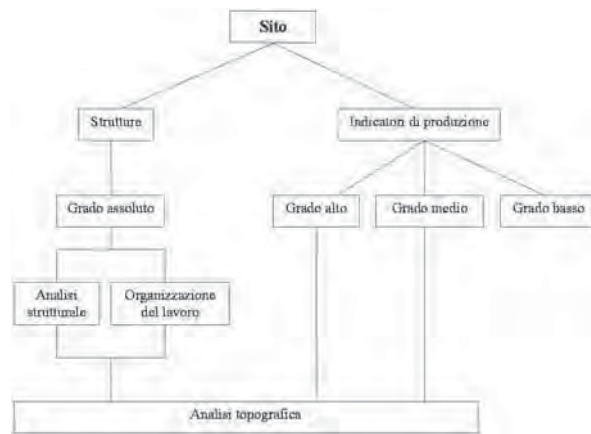 Sito
Strutture
Indicatori di produzione
Grado assoluto
Grado alto
Grado medio
Grado basso
Analisi
strutturale
Organizzazione
del lavoro
Analisi topografica